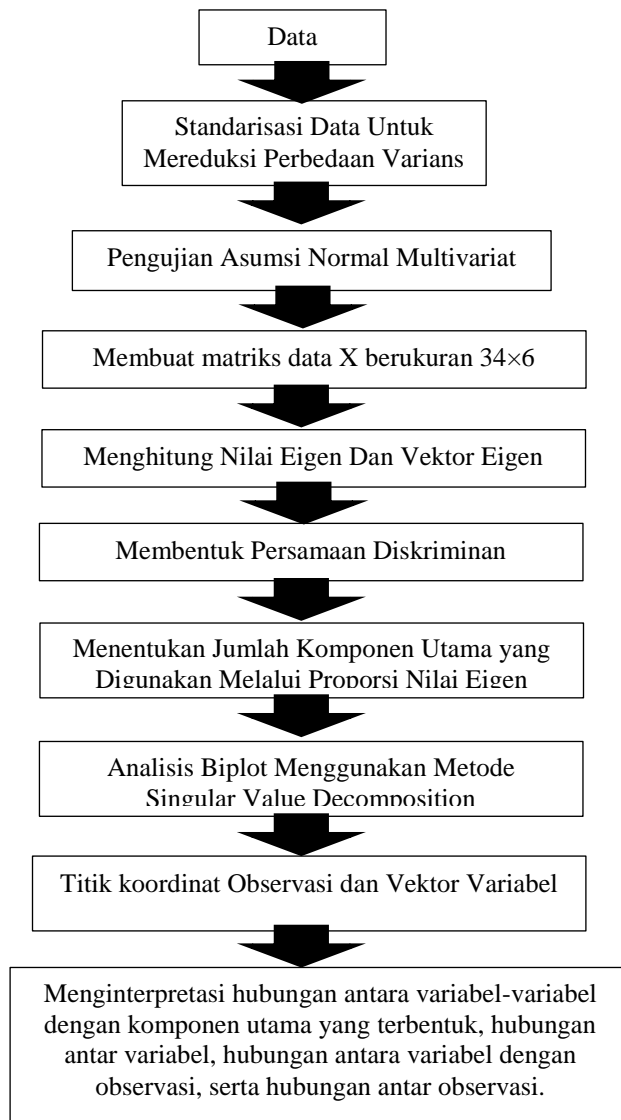 Data
Standarisasi Data Untuk
Mereduksi Perbedaan Varians
Pengujian Asumsi Normal Multivariat
Membuat matriks data X berukuran 34×6
Menghitung Nilai Eigen Dan Vektor Eigen
Membentuk Persamaan Diskriminan
Menentukan Jumlah Komponen Utama yang
Digunakan Melalui Proporsi Nilai Eigen
Analisis Biplot Menggunakan Metode
Singular Value Decomposition
Titik koordinat Observasi dan Vektor Variabel
Menginterpretasi hubungan antara variabel-variabel
dengan komponen utama yang terbentuk, hubungan
antar variabel, hubungan antara variabel dengan
observasi, serta hubungan antar observasi.